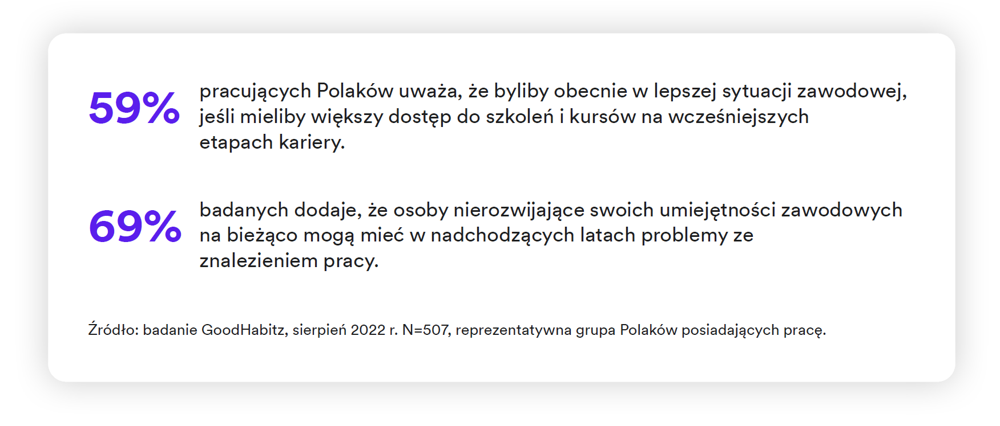 59%
pracujących Polaków uważa, że byliby obecnie w lepszej sytuacji zawodowej,
jeśli mieliby większy dostęp do szkoleń i kursów na wcześniejszych
etapach kariery.
69%
badanych dodaje, że osoby nierozwijające swoich umiejętności zawodowych
na bieżąco mogą mieć w nadchodzących latach problemy ze
znalezieniem pracy.
Źródło: badanie GoodHabitz, sierpień 2022 r. N=507, reprezentatywna grupa Polaków posiadających pracę.